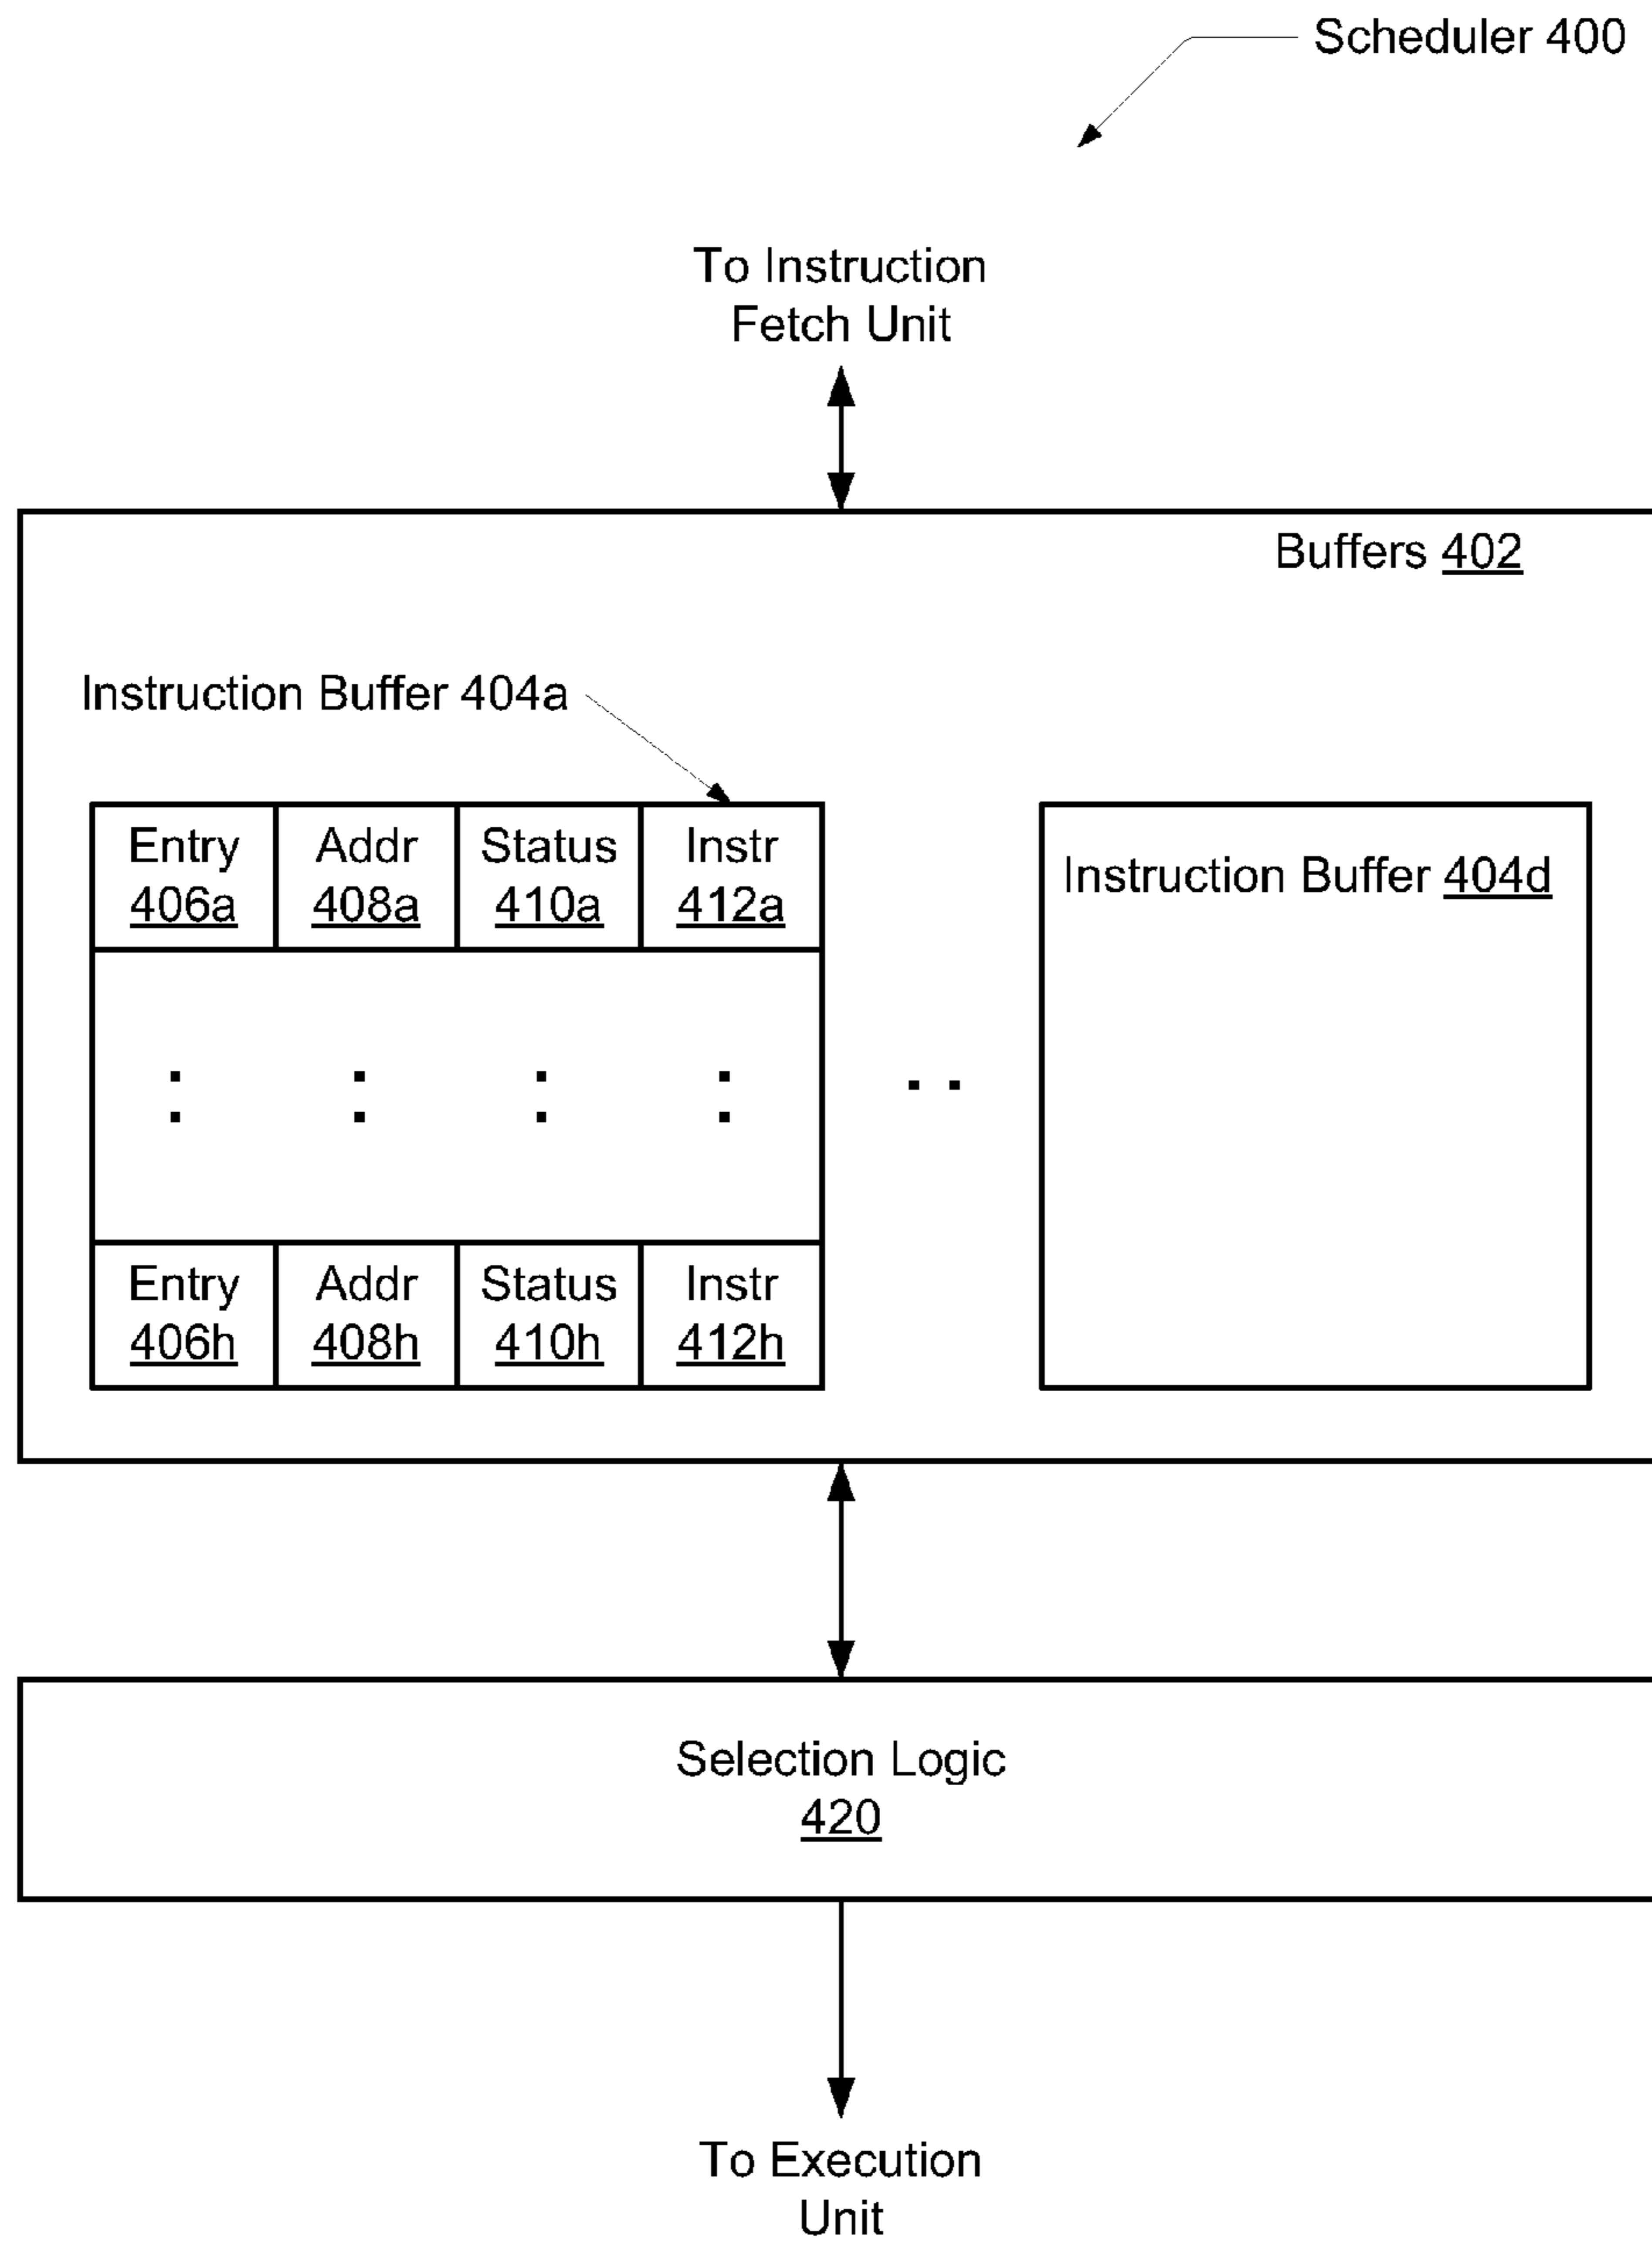 Scheduler 400
To Instruction
Fetch Unit
Buffers 402
Instruction Buffer 404a
Entry Addr Status Instr
406a 408a 410a 412a
Instruction Buffer 404d
: : : : . .
Entry Addr Status Instr
406h 408h 410h 412h
Selection Logic
420
To Execution
Unit